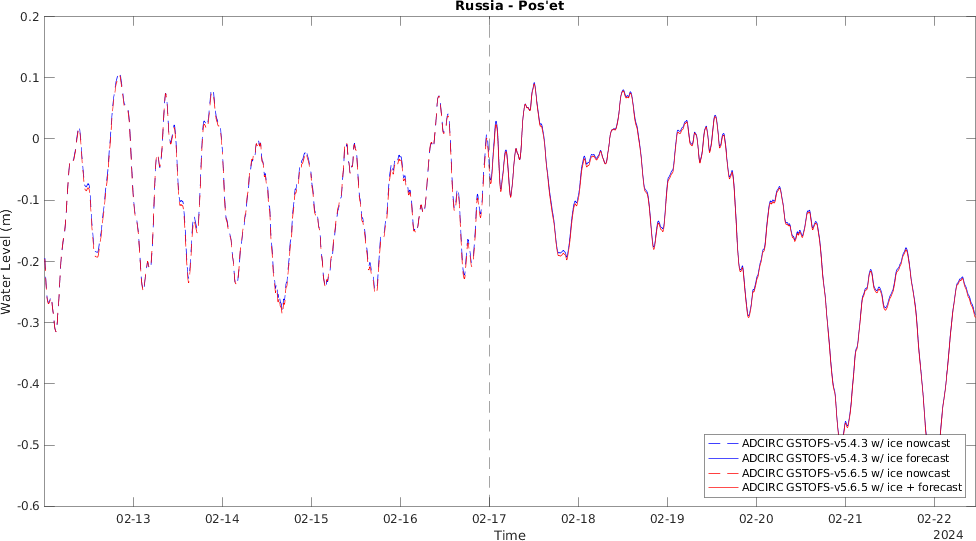 Russia - Pos'et
0.2
0.1
0
-0.1
-0.2
-0.3
-0.4
-0.5
-0.6
Water Level (m)
ADCIRC GSTOFS-v5.4.3 w/ ice nowcast
ADCIRC GSTOFS-v5.4.3 w/ ice forecast
ADCIRC GSTOFS-v5.6.5 w/ ice nowcast
ADCIRC GSTOFS-v5.6.5 w/ ice + forecast
02-13 02-14 02-15 02-16 02-17 02-18 02-19 02-20 02-21 02-22
Time
2024